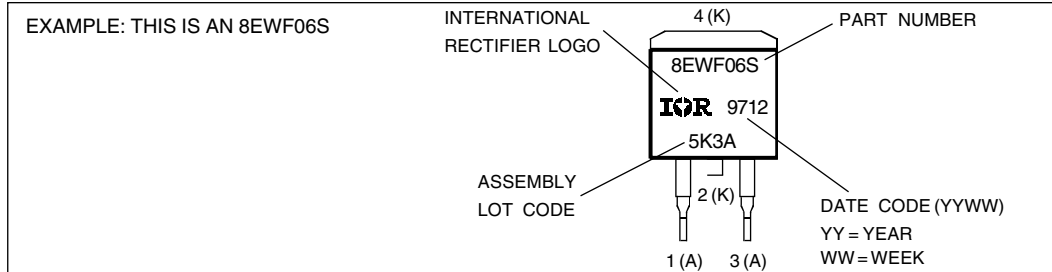 EXAMPLE: THIS IS AN 8EWF06S
INTERNATIONAL
RECTIFIER LOGO
4 (K)
PART NUMBER
8EWF06S
IOR 9712
5K3A
ASSEMBLY
LOT CODE
2 (K)
DATE CODE (YYWW)
YY = YEAR
WW = WEEK
1 (A) 3 (A)